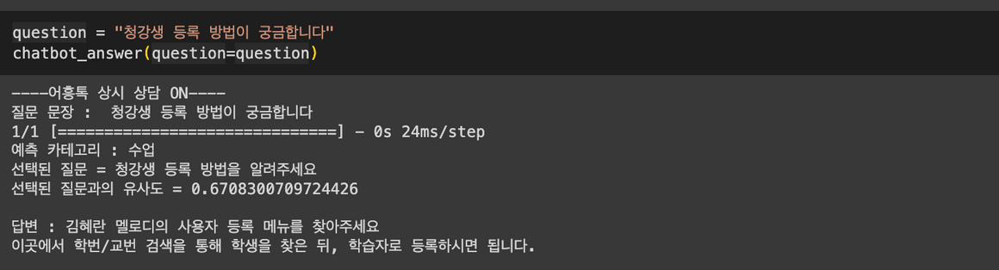 question = "청강생 등록 방법이 궁금합니다"
chatbot_answer(question=question)
----어흥톡 상시 상담 ON----
질문 문장 :  청강생 등록 방법이 궁금합니다
1/1 [==============================] - 0s 24ms/step
예측 카테고리 : 수업
선택된 질문 = 청강생 등록 방법을 알려주세요
선택된 질문과의 유사도 = 0.6708300709724426
답변 : 김혜란 멜로디의 사용자 등록 메뉴를 찾아주세요
이곳에서 학번/교번 검색을 통해 학생을 찾은 뒤, 학습자로 등록하시면 됩니다.